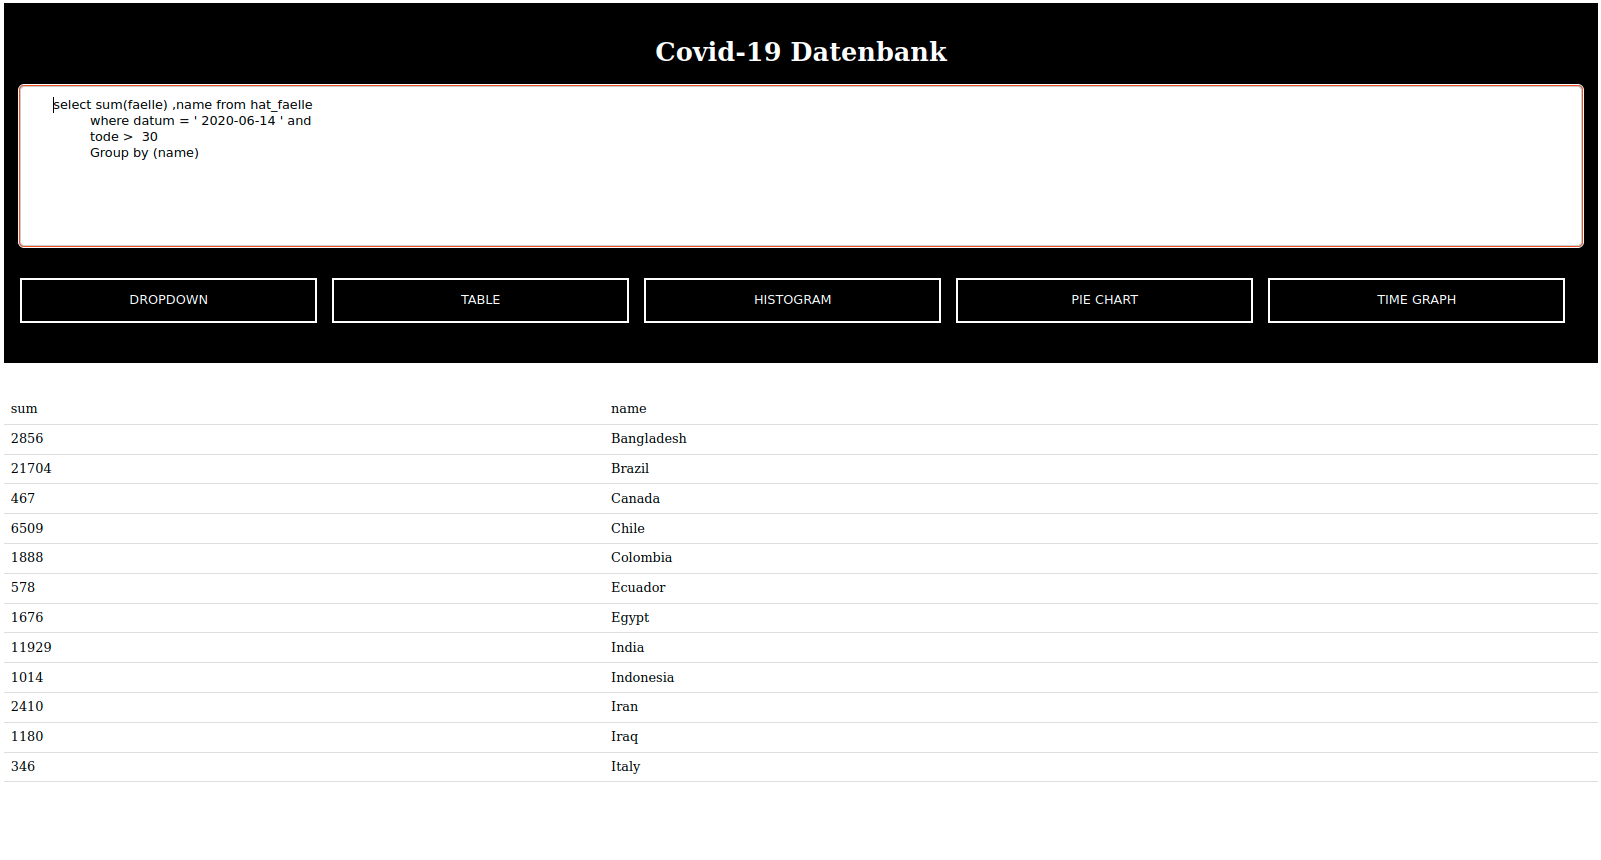 Covid-19 Datenbank
select sum(faelle) ,name from hat_faelle
where datum = ' 2020-06-14 ' and
tode >  30
Group by (name)
DROPDOWN TABLE HISTOGRAM PIE CHART TIME GRAPH
sum name
2856 Bangladesh
21704 Brazil
467 Canada
6509 Chile
1888 Colombia
578 Ecuador
1676 Egypt
11929 India
1014 Indonesia
2410 Iran
1180 Iraq
346 Italy